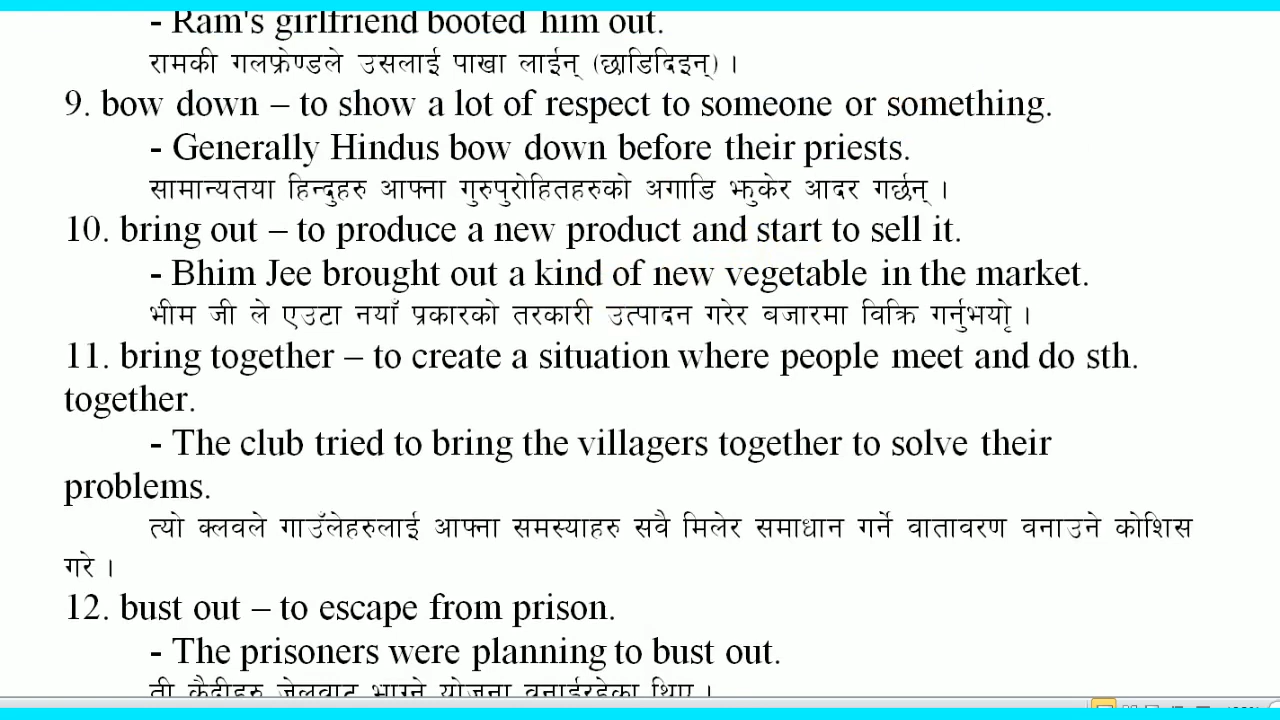 - Ram's girlfriend booted him out.
रामकी गलफ्रेण्डले उसलाई पाखा लाईन् (छाडिदिइन्) ।
9. bow down – to show a lot of respect to someone or something.
- Generally Hindus bow down before their priests.
सामान्यतया हिन्दुहरु आफ्ना गुरुपुरोहितहरुको अगाडि झुकेर आदर गर्छन् ।
10. bring out – to produce a new product and start to sell it.
- Bhim Jee brought out a kind of new vegetable in the market.
भीम जी ले एउटा नयाँ प्रकारको तरकारी उत्पादन गरेर बजारमा विक्रि गर्नुभयो ।
11. bring together – to create a situation where people meet and do sth.
together.
- The club tried to bring the villagers together to solve their
problems.
त्यो क्लवले गाउँलेहरुलाई आफ्ना समस्याहरु सवै मिलेर समाधान गर्ने वातावरण वनाउने कोशिस
गरे ।
12. bust out – to escape from prison.
- The prisoners were planning to bust out.
ती कैदीहरु जेलवाट भाग्ने योजना वनाईरहेका थिए ।